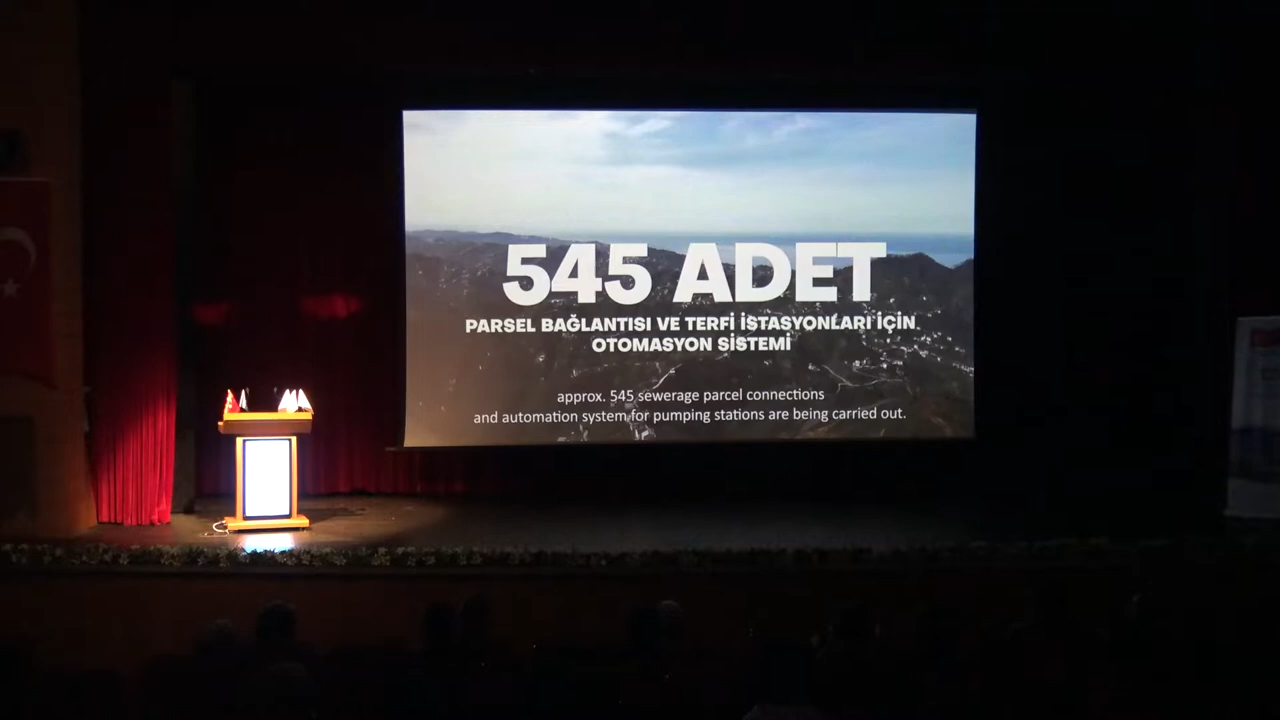 545 ADET
PARSEL BAĞLANTISI VE TERFİ İSTASYONLARI İÇİN
OTOMASYON SİSTEMİ
approx. 545 sewerage parcel connections
and automation system for pumping stations are being carried out.